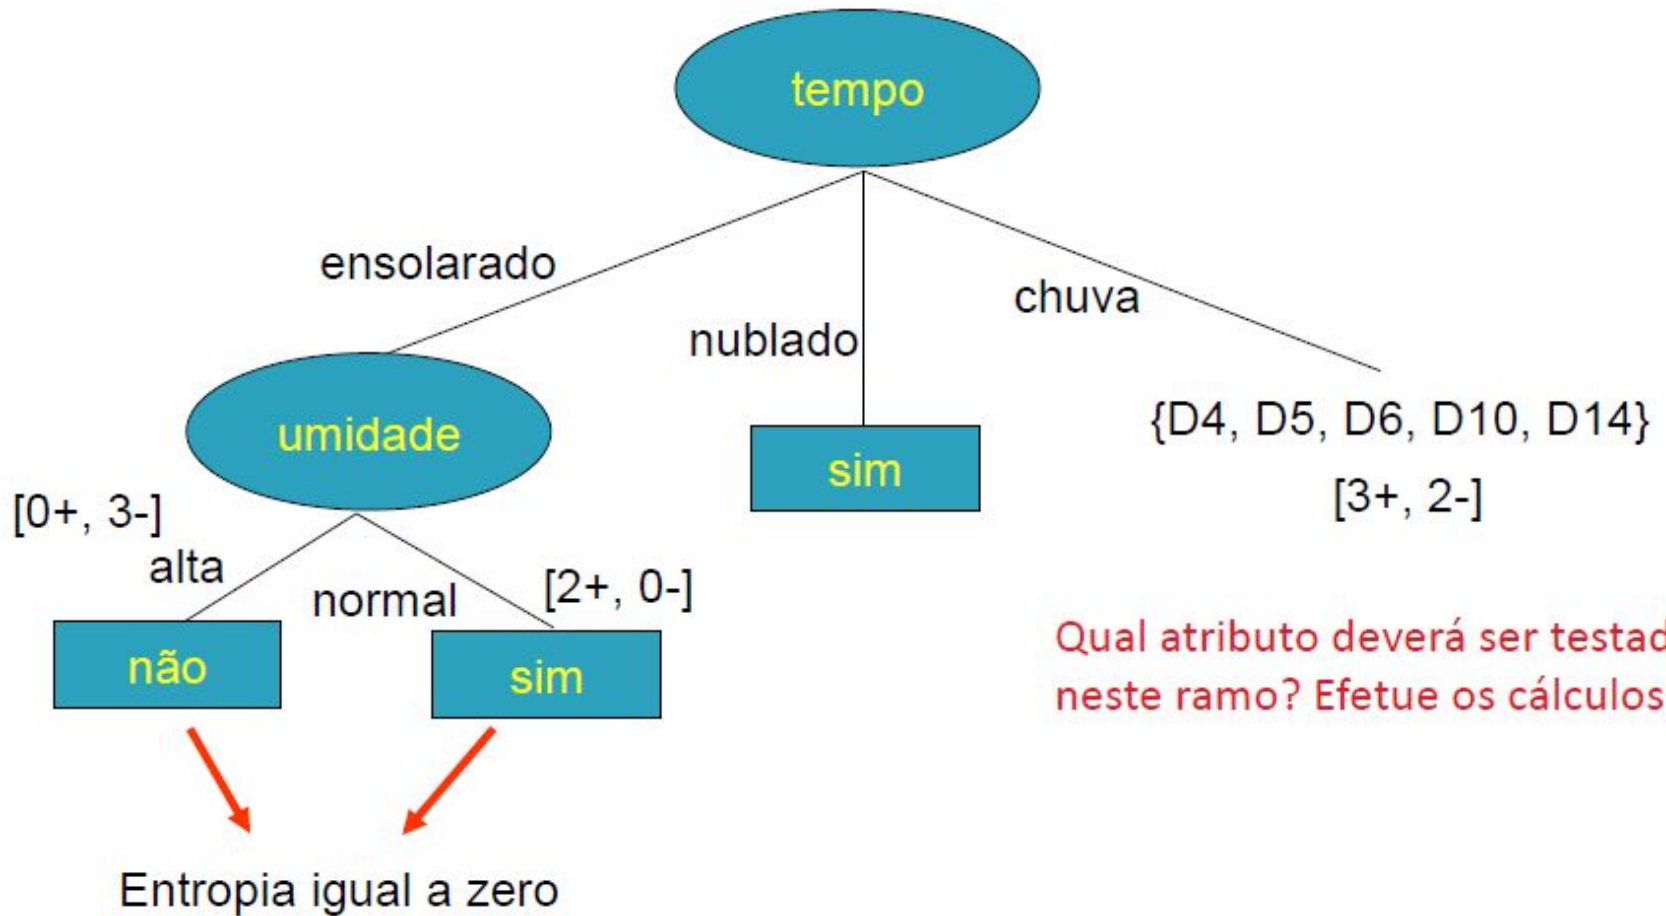 tempo
ensolarado
nublado
chuva
umidade
sim
{D4, D5, D6, D10, D14}
[3+, 2-]
[0+, 3-]
alta
normal
[2+, 0-]
não
sim
Qual atributo deverá ser testad
neste ramo? Efetue os cálculos
Entropia igual a zero